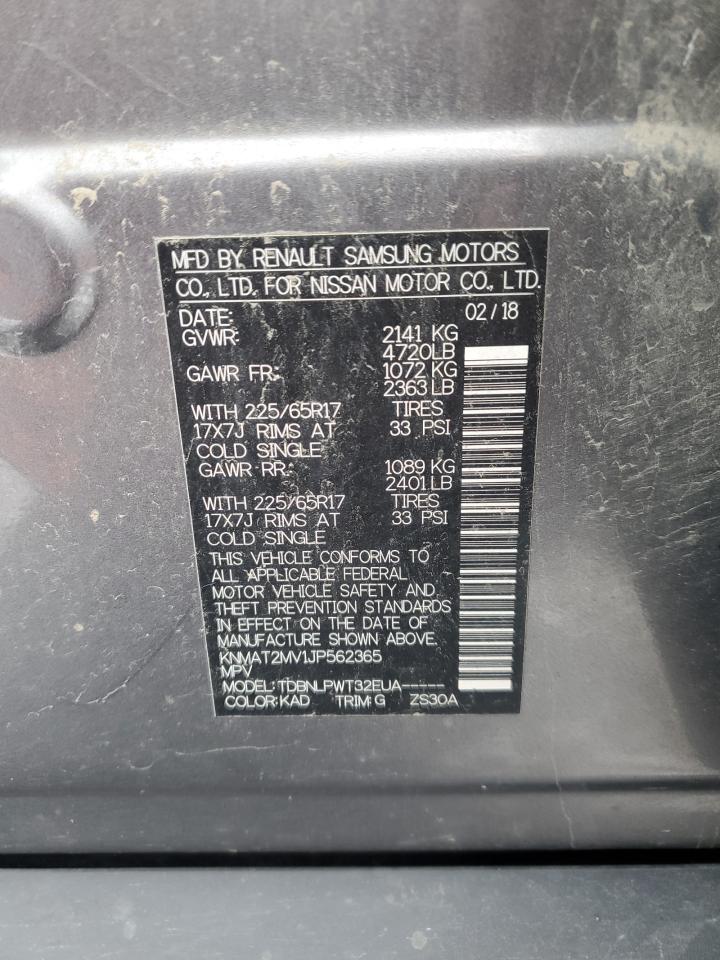 MFD BY RENAULT SAMSUNG MOTORS
CO., LTD. FOR NISSAN MOTOR CO., LTD.
DATE: 02/18
GVWR: 2141 KG
4720LB
GAWR FR: 1072 KG
2363 LB
WITH 225/65R17 TIRES
17X7J RIMS AT 33 PSI
COLD SINGLE
GAWR RR: 1089 KG
2401 LB
WITH 225/65R17 TIRES
17X7J RIMS AT 33 PSI
COLD SINGLE
THIS VEHICLE CONFORMS TO
ALL APPLICABLE FEDERAL
MOTOR VEHICLE SAFETY AND
THEFT PREVENTION STANDARDS
IN EFFECT ON THE DATE OF
MANUFACTURE SHOWN ABOVE.
KNMAT2MV1JP562365
MPV
MODEL: TDBNLPWT32EUA-----
COLOR: KAD TRIM: G ZS30A